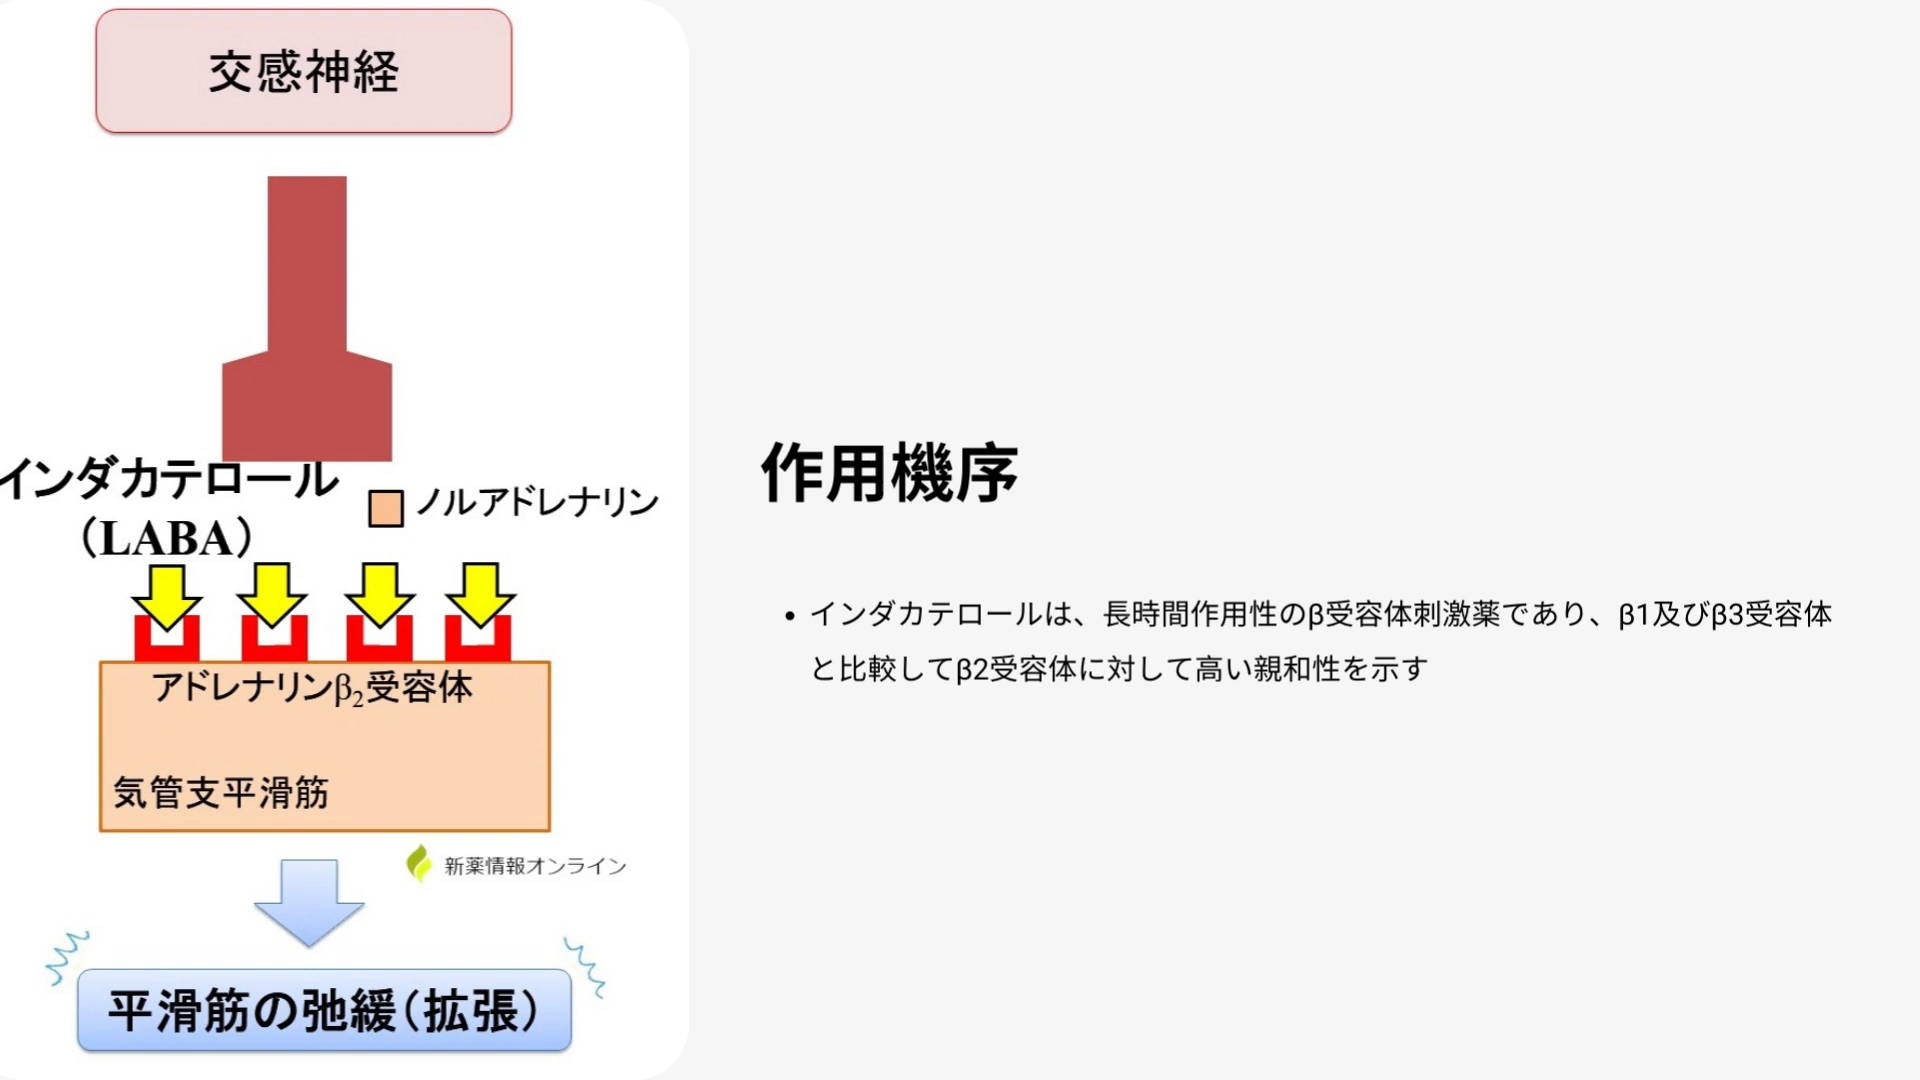 交感神経
インダカテロール
（LABA）
ノルアドレナリン
アドレナリンβ2受容体
気管支平滑筋
新薬情報オンライン
平滑筋の弛緩（拡張）
作用機序
• インダカテロールは、長時間作用性のβ受容体刺激薬であり、β1及びβ3受容体
と比較してβ2受容体に対して高い親和性を示す